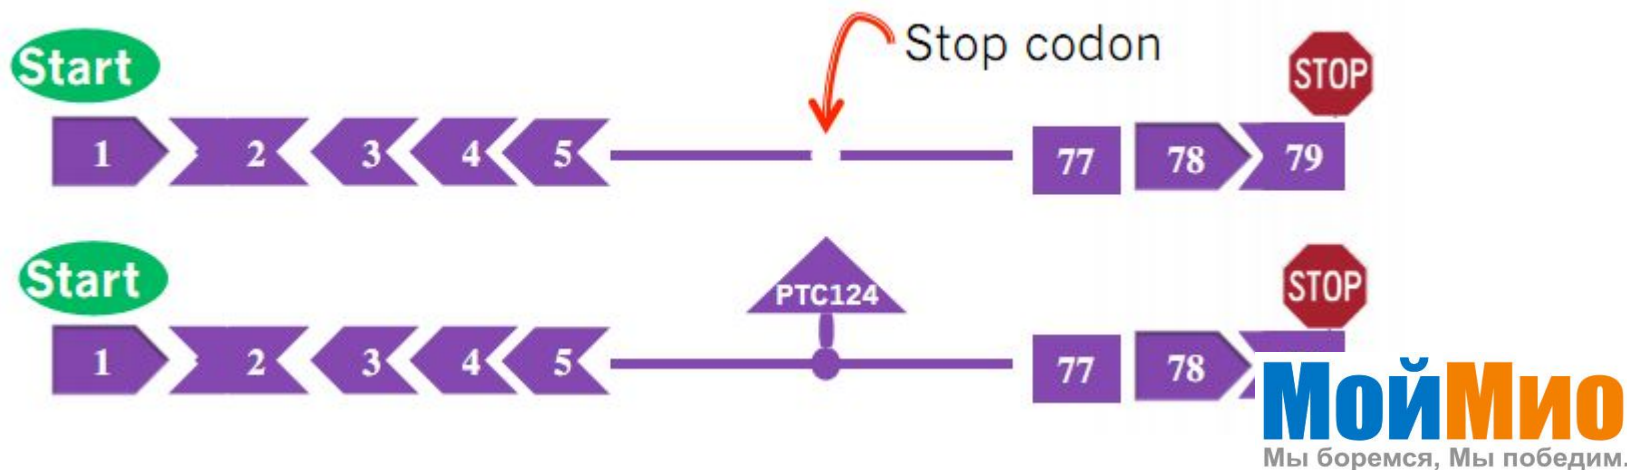 Stop codon
Start
STOP
1 2 3 4 5 77 78 79
Start
PTC124
STOP
1 2 3 4 5 77 78
МойМио
Мы боремся, Мы победим.